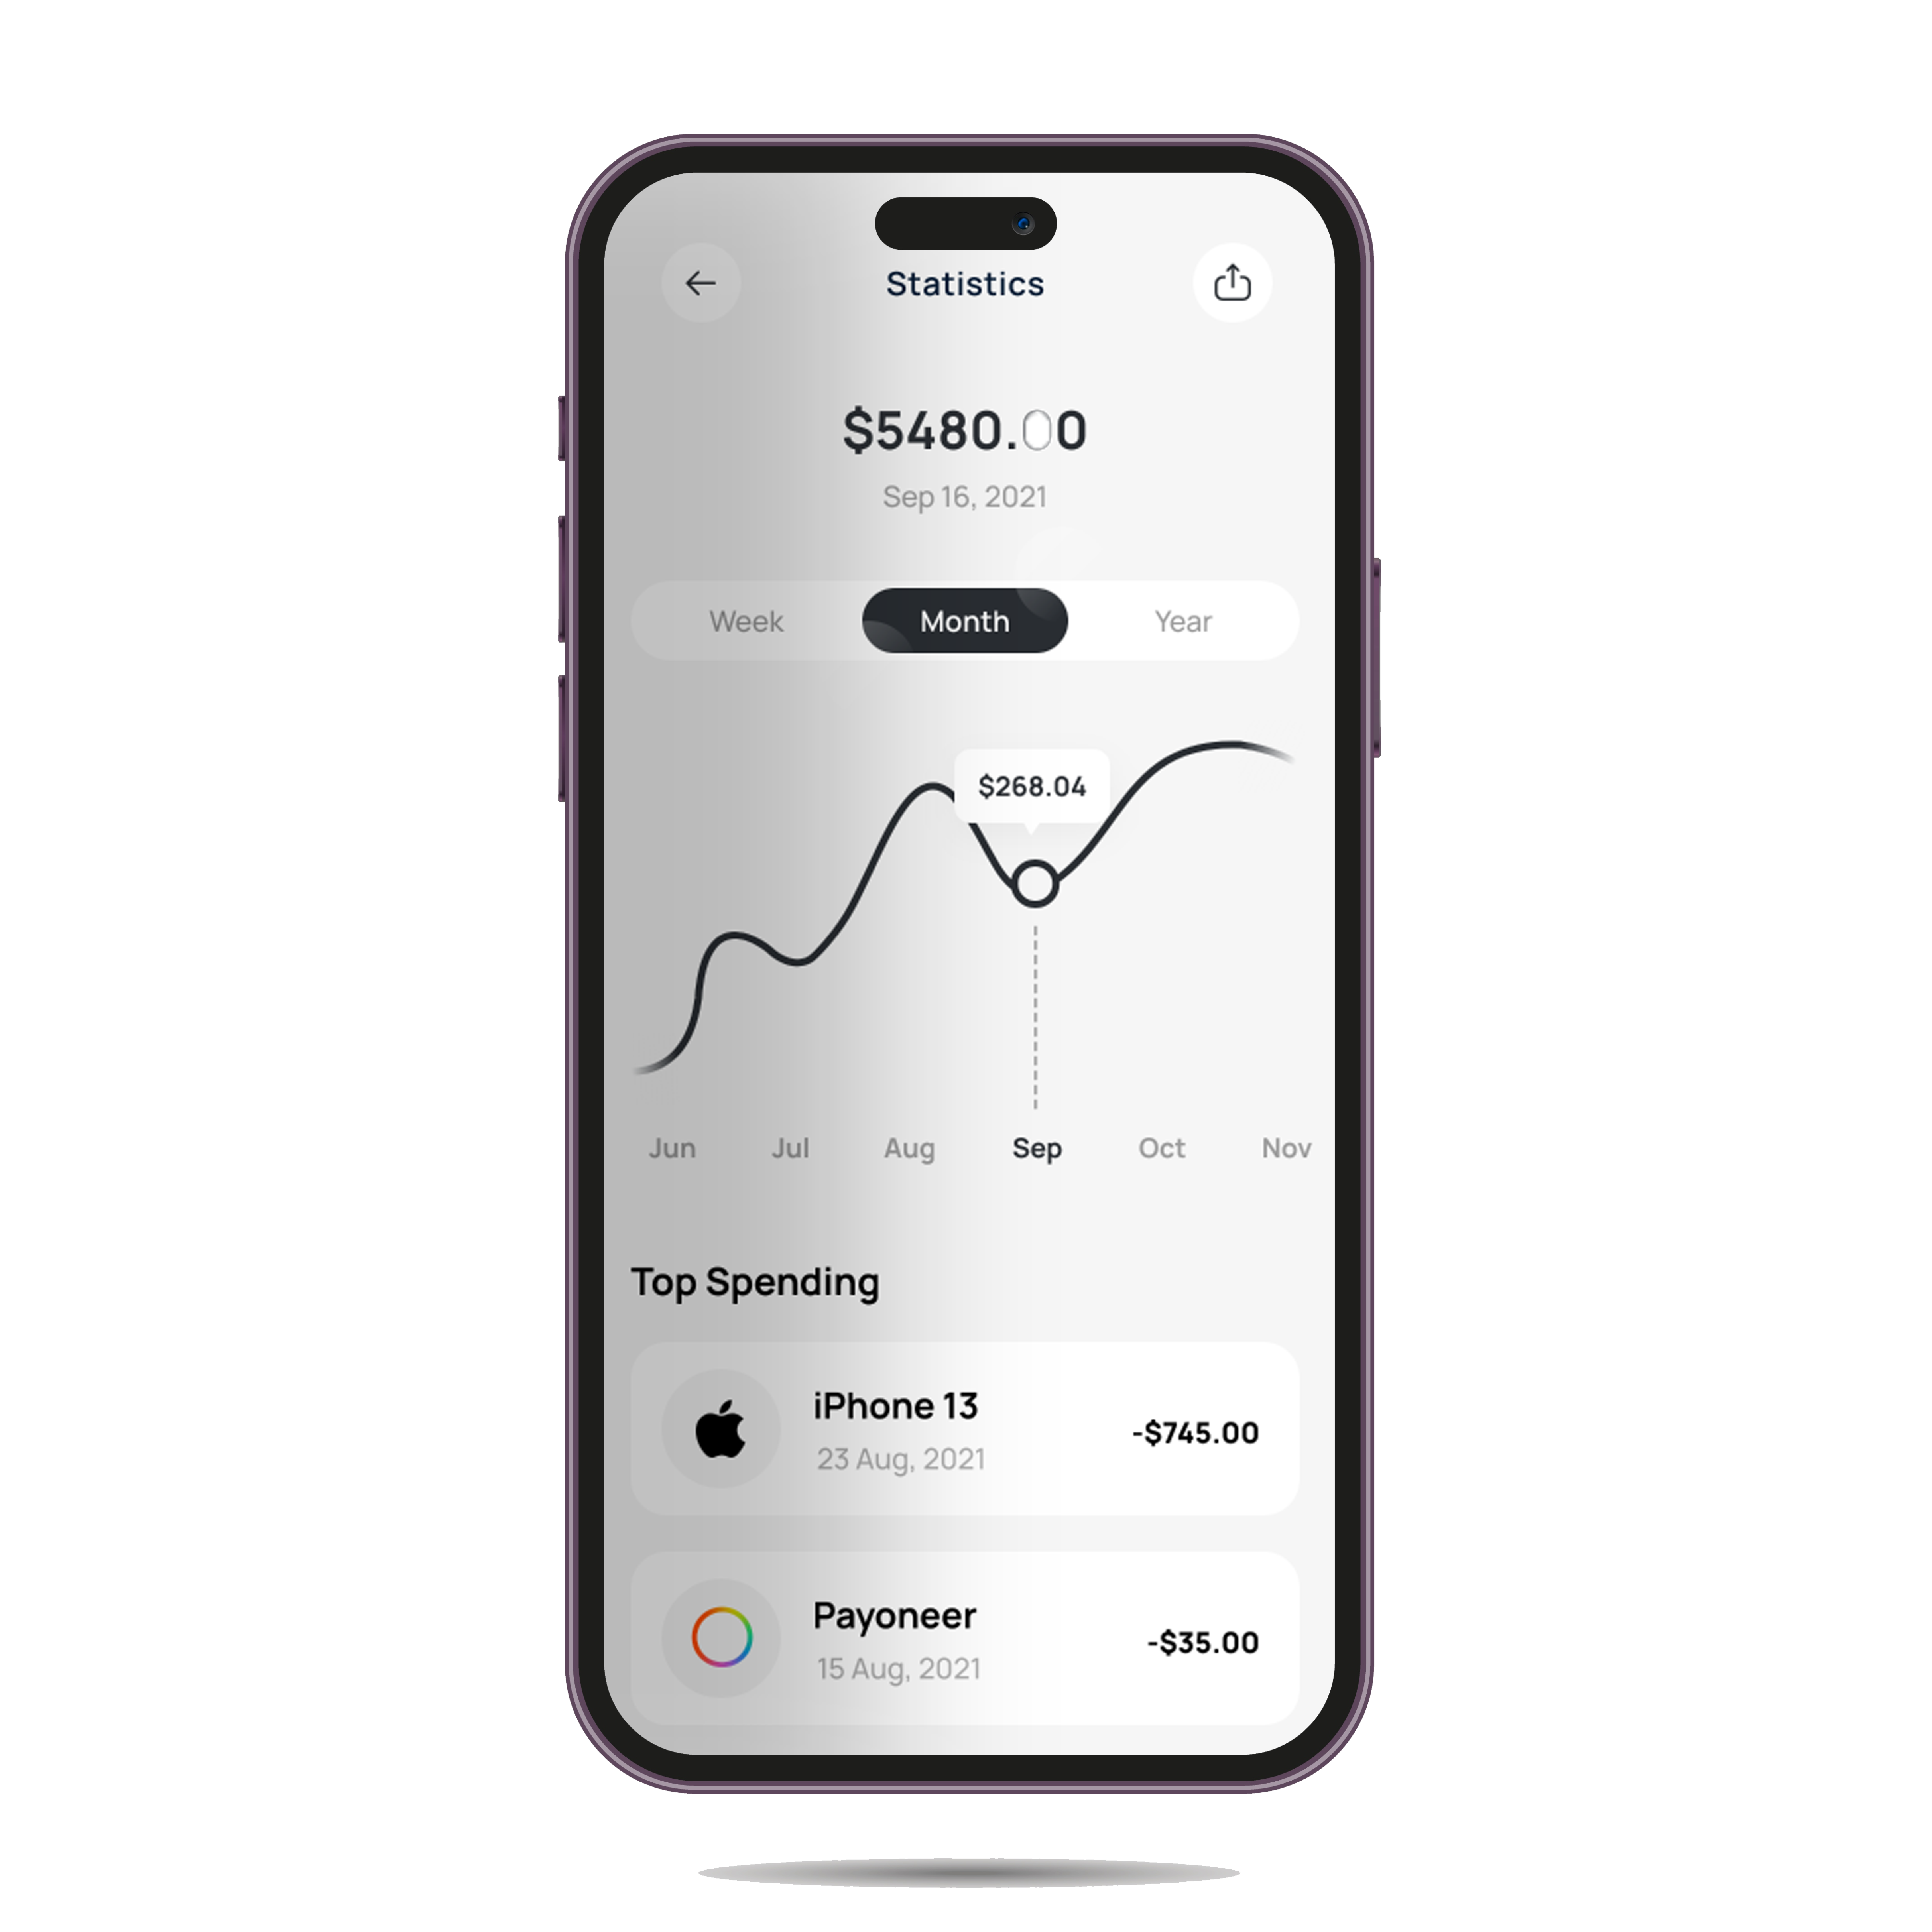 Statistics
$5480.00
Sep 16, 2021
Week Month Year
$268.04
Jun Jul Aug Sep Oct Nov
Top Spending
iPhone 13
23 Aug, 2021
-$745.00
Payoneer
15 Aug, 2021
-$35.00